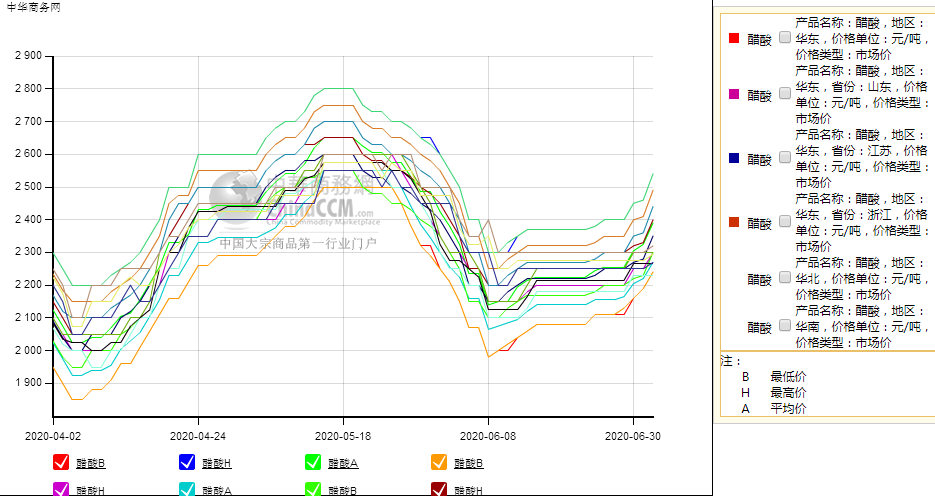 中华商务网
2 900
2 800
2 700
2 600
2 500
2 400
2 300
2 200
2 100
2 000
1 900
中華商務網
ChinaCCM.com
China Commodity Marketplace
中国大宗商品第一行业门户
2020-04-02
2020-04-24
2020-05-18
2020-06-08
2020-06-30
醋酸B
醋酸H
醋酸A
醋酸B
醋酸H
醋酸A
醋酸B
醋酸H
产品名称：醋酸，地区：
醋酸 华东，价格单位：元/吨，
价格类型：市场价
产品名称：醋酸，地区：
华东，省份：山东，价格
醋酸 单位：元/吨，价格类型：
市场价
产品名称：醋酸，地区：
华东，省份：江苏，价格
醋酸 单位：元/吨，价格类型：
市场价
产品名称：醋酸，地区：
华东，省份：浙江，价格
醋酸 单位：元/吨，价格类型：
市场价
产品名称：醋酸，地区：
醋酸 华北，价格单位：元/吨，
价格类型：市场价
产品名称：醋酸，地区：
醋酸 华南，价格单位：元/吨，
价格类型：市场价
注：
B 最低价
H 最高价
A 平均价